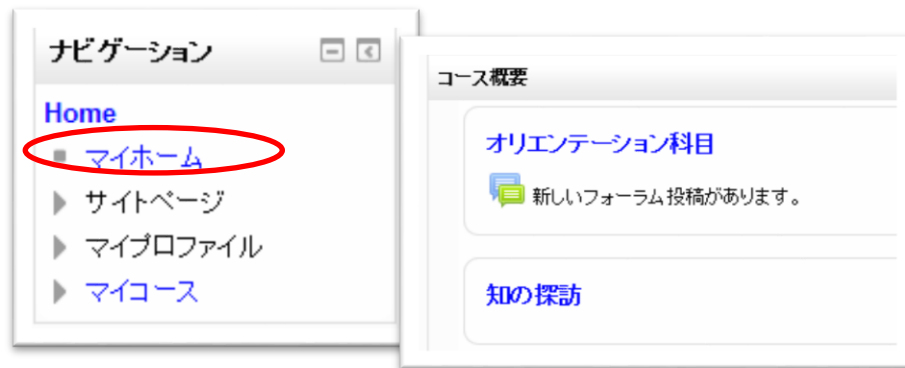 ナビゲーション
Home
マイホーム
サイトページ
マイプロファイル
マイコース
コース概要
オリエンテーション科目
新しいフォーラム投稿があります。
知の探訪